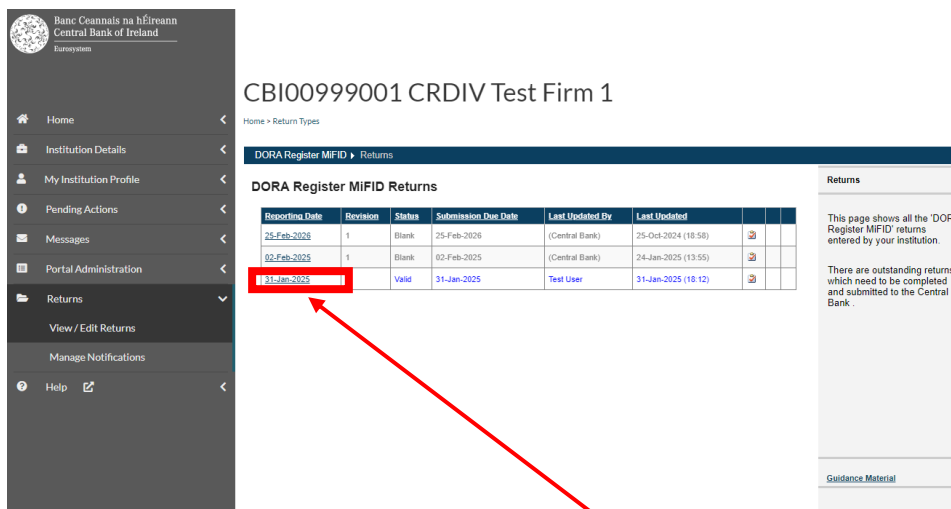 Banc Ceannais na hÉireann
Central Bank of Ireland
Eurosystem
CBI00999001 CRDIV Test Firm 1
Home > Return Types
Home
Institution Details
My Institution Profile
Pending Actions
Messages
Portal Administration
Returns
View / Edit Returns
Manage Notifications
Help
DORA Register MiFID Returns
DORA Register MiFID Returns
Reporting Date Revision Status Submission Due Date Last Updated By Last Updated
25-Feb-2026 1 Blank 25-Feb-2026 (Central Bank) 25-Oct-2024 (18:58)
02-Feb-2025 1 Blank 02-Feb-2025 (Central Bank) 24-Jan-2025 (13:55)
31-Jan-2025 Valid 31-Jan-2025 Test User 31-Jan-2025 (18:12)
Returns
This page shows all the 'DOR
Register MiFID' returns
entered by your institution.
There are outstanding returns
which need to be completed
and submitted to the Central
Bank .
Guidance Material